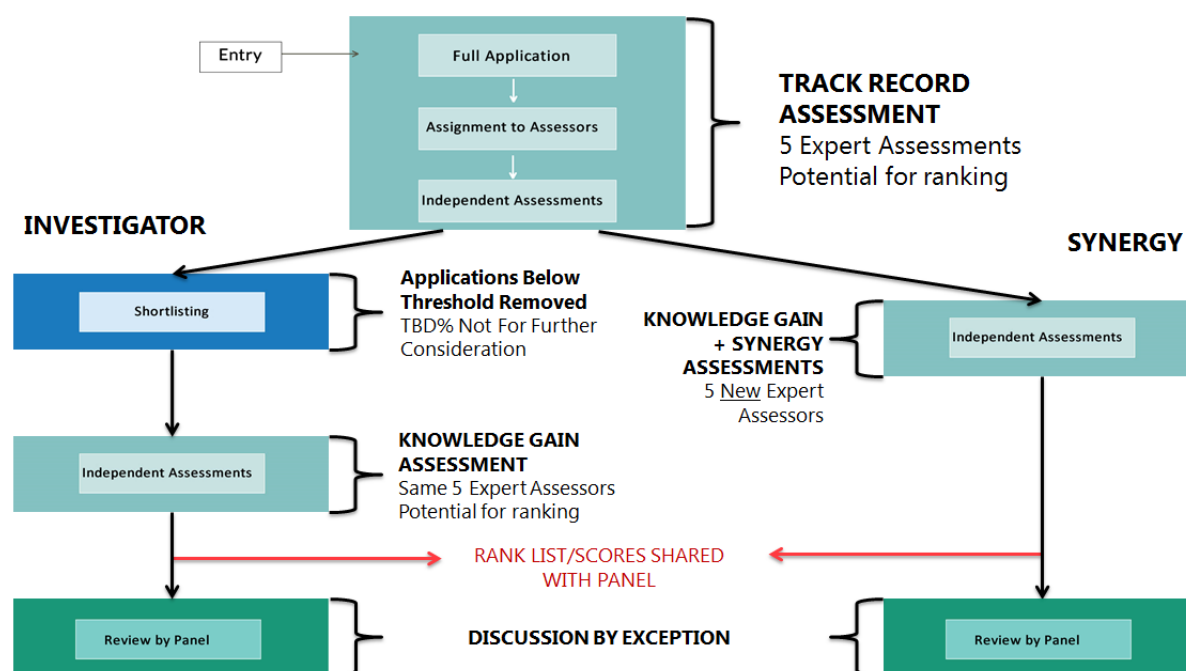 Entry
Full Application
Assignment to Assessors
Independent Assessments
TRACK RECORD
ASSESSMENT
5 Expert Assessments
Potential for ranking
INVESTIGATOR
SYNERGY
Shortlisting
Applications Below
Threshold Removed
TBD% Not For Further
Consideration
KNOWLEDGE GAIN
+ SYNERGY
ASSESSMENTS
5 New Expert
Assessors
Independent Assessments
Independent Assessments
KNOWLEDGE GAIN
ASSESSMENT
Same 5 Expert Assessors
Potential for ranking
RANK LIST/SCORES SHARED
WITH PANEL
Review by Panel
DISCUSSION BY EXCEPTION
Review by Panel